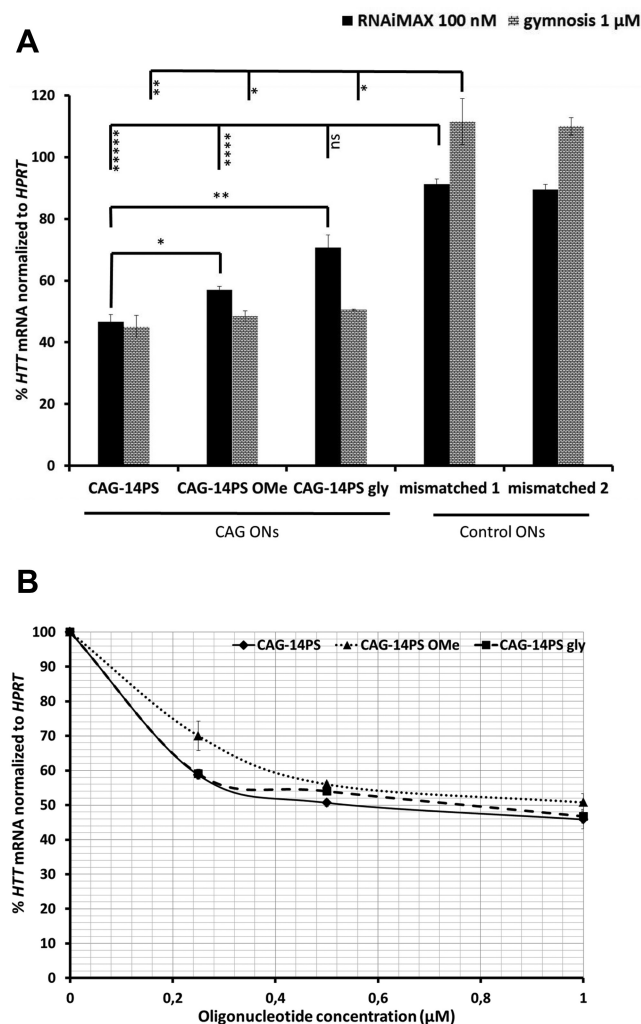 ■ RNAiMAX 100 nM ▩ gymnosis 1 µM
A
% HTT mRNA normalized to HPRT
120
100
80
60
40
20
0
**
*
*
*****
****
ns
**
*
CAG-14PS CAG-14PS OMe CAG-14PS gly mismatched 1 mismatched 2
CAG ONs Control ONs
B
% HTT mRNA normalized to HPRT
100
90
80
70
60
50
40
30
20
10
0
CAG-14PS CAG-14PS OMe CAG-14PS gly
0 0,2 0,4 0,6 0,8 1
Oligonucleotide concentration (µM)